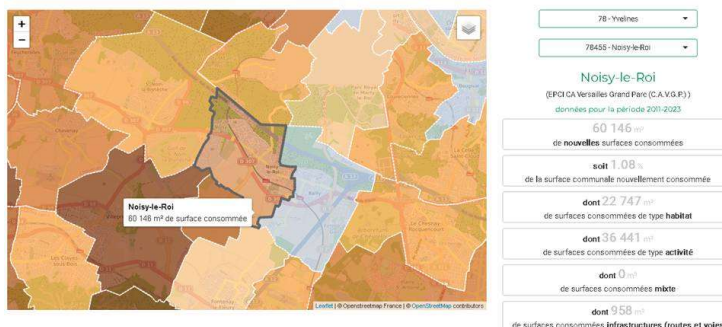 +
−
Noisy-le-Roi
60 146 m² de surface consommée
Leaflet | © Openstreetmap France | © OpenStreetMap contributors
78 - Yvelines
78455 - Noisy-le-Roi
Noisy-le-Roi
(EPCI CA Versailles Grand Parc (C.A.V.G.P.) )
données pour la période 2011-2023
60 146 m²
de nouvelles surfaces consommées
soit 1.08 %
de la surface communale nouvellement consommée
dont 22 747 m²
de surfaces consommées de type habitat
dont 36 441 m²
de surfaces consommées de type activité
dont 0 m²
de surfaces consommées mixte
dont 958 m²
de surfaces consommées infrastructures (routes et voies